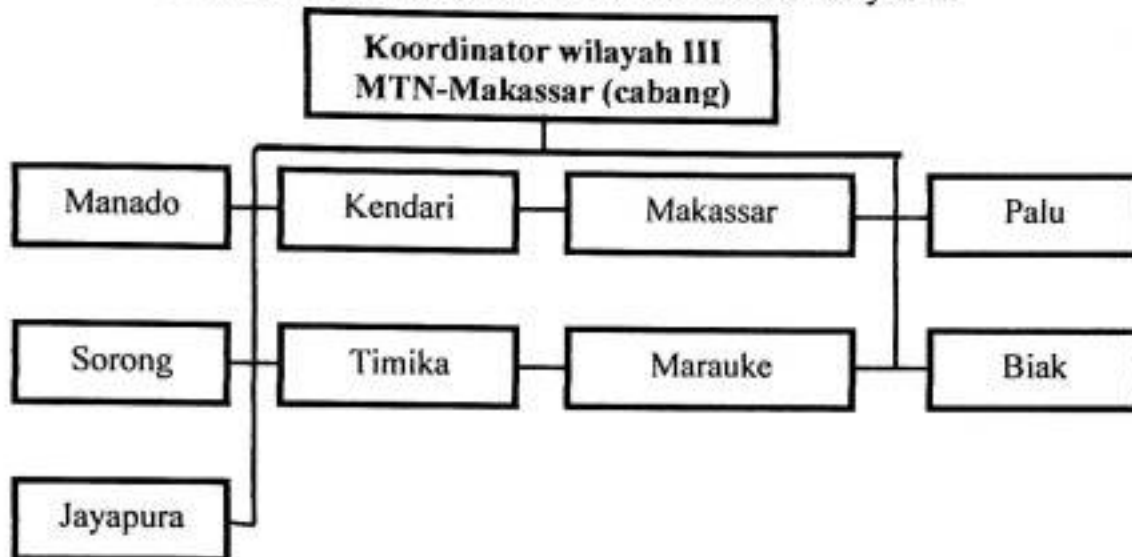 Koordinator wilayah III
MTN-Makassar (cabang)
Manado
Kendari
Makassar
Palu
Sorong
Timika
Marauke
Biak
Jayapura